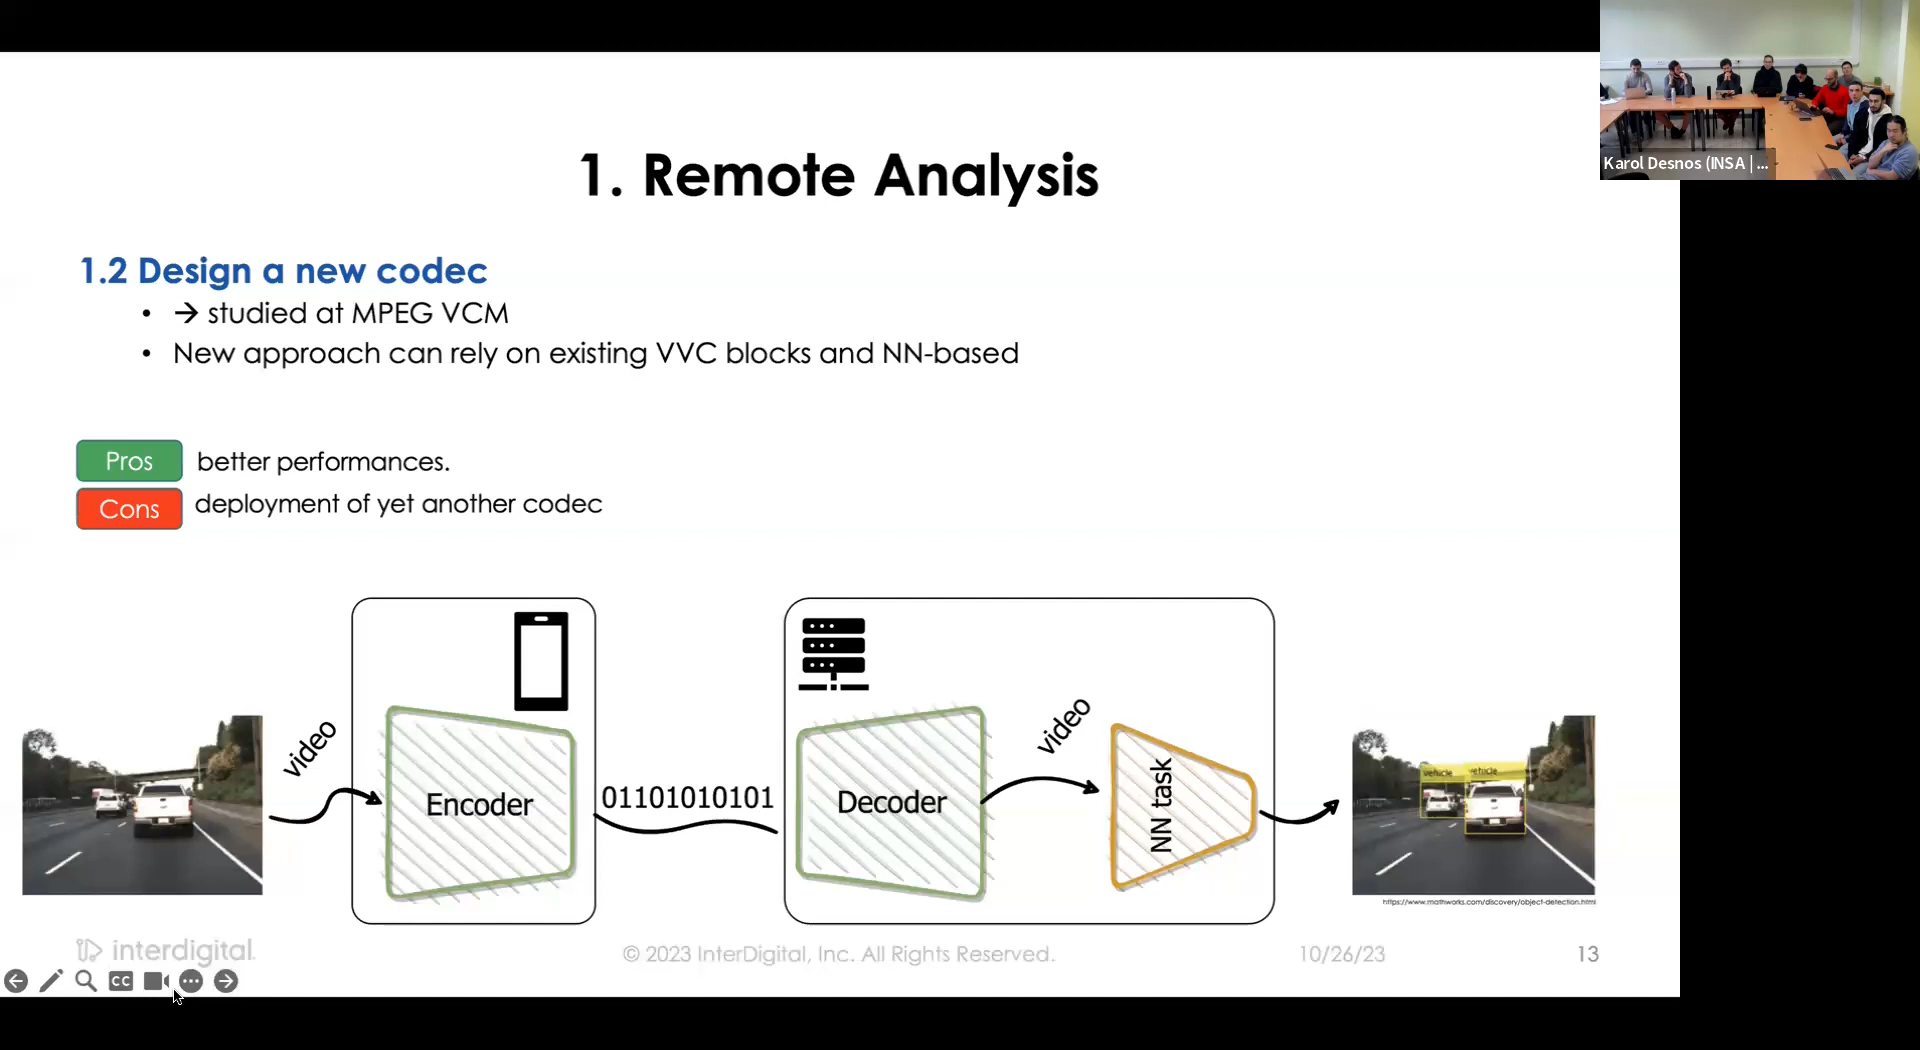 Karol Desnos (INSA | ...
1. Remote Analysis
1.2 Design a new codec
• → studied at MPEG VCM
• New approach can rely on existing VVC blocks and NN-based
Pros better performances.
Cons deployment of yet another codec
video
Encoder
01101010101
Decoder
video
NN task
vehicle vehicle
https://www.mathworks.com/discovery/object-detection.html
interdigital.
© 2023 InterDigital, Inc. All Rights Reserved.
10/26/23
13
CC